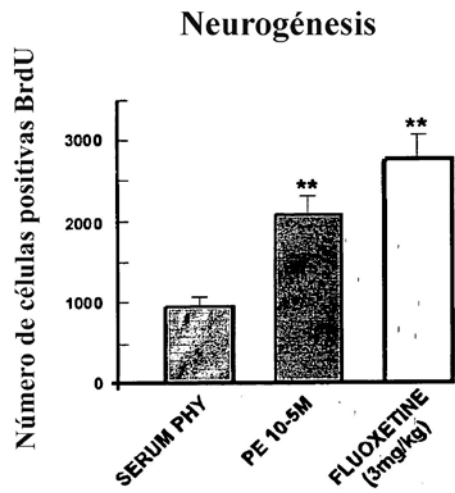 Neurogénesis
Número de células positivas BrdU
3000
2000
1000
0
**
**
SERUM PHY
PE 10-5M
FLUOXETINE
(3mg/kg)